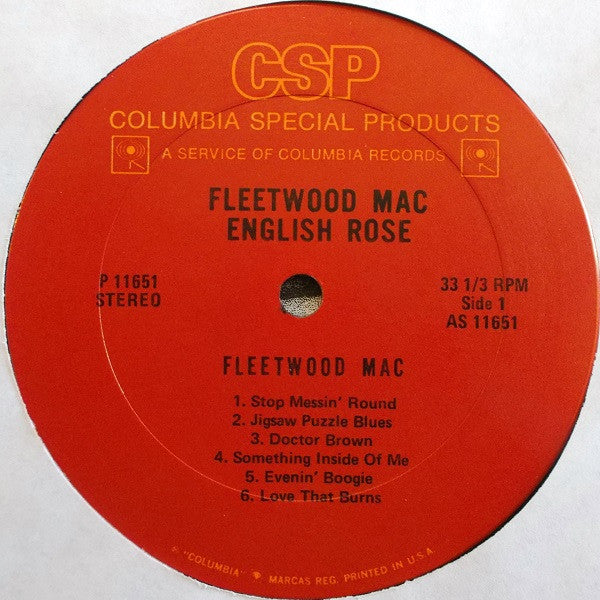 CSP
COLUMBIA SPECIAL PRODUCTS
A SERVICE OF COLUMBIA RECORDS
FLEETWOOD MAC
ENGLISH ROSE
P 11651
STEREO
33 1/3 RPM
Side 1
AS 11651
FLEETWOOD MAC
1. Stop Messin' Round
2. Jigsaw Puzzle Blues
3. Doctor Brown
4. Something Inside Of Me
5. Evenin' Boogie
6. Love That Burns
"COLUMBIA" MARCAS REG. PRINTED IN U.S.A